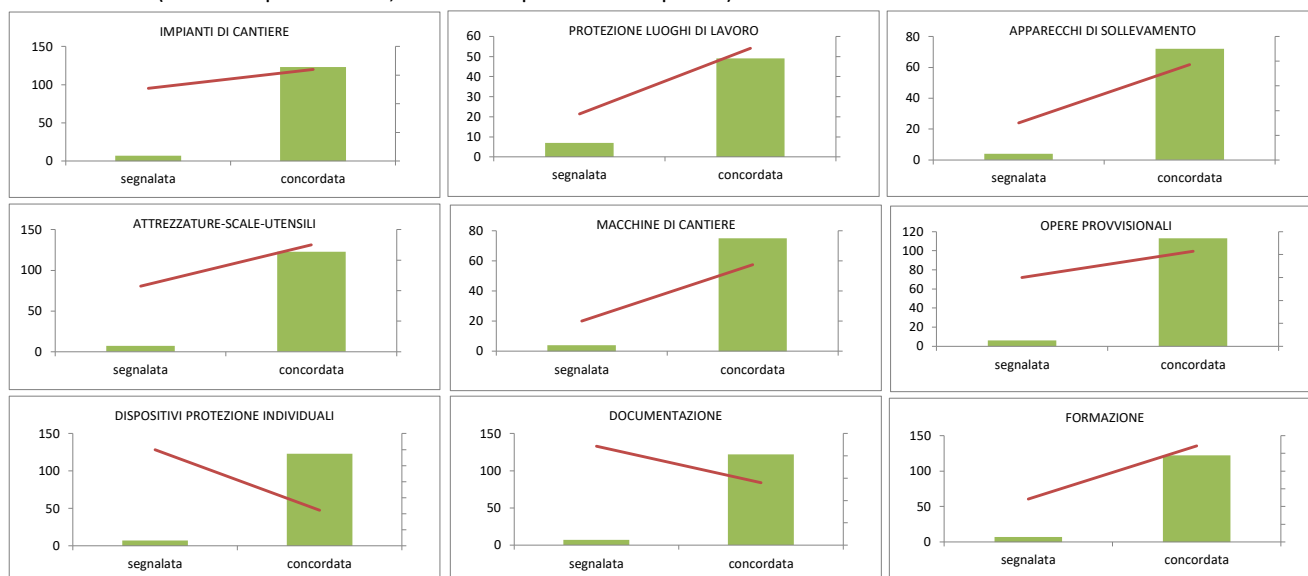 IMPIANTI DI CANTIERE
150
100
50
0
segnalata concordata
PROTEZIONE LUOGHI DI LAVORO
60
50
40
30
20
10
0
segnalata concordata
APPARECCHI DI SOLLEVAMENTO
80
60
40
20
0
segnalata concordata
ATTREZZATURE-SCALE-UTENSILI
150
100
50
0
segnalata concordata
MACCHINE DI CANTIERE
80
60
40
20
0
segnalata concordata
OPERE PROVVISIONALI
120
100
80
60
40
20
0
segnalata concordata
DISPOSITIVI PROTEZIONE INDIVIDUALI
150
100
50
0
segnalata concordata
DOCUMENTAZIONE
150
100
50
0
segnalata concordata
FORMAZIONE
150
100
50
0
segnalata concordata